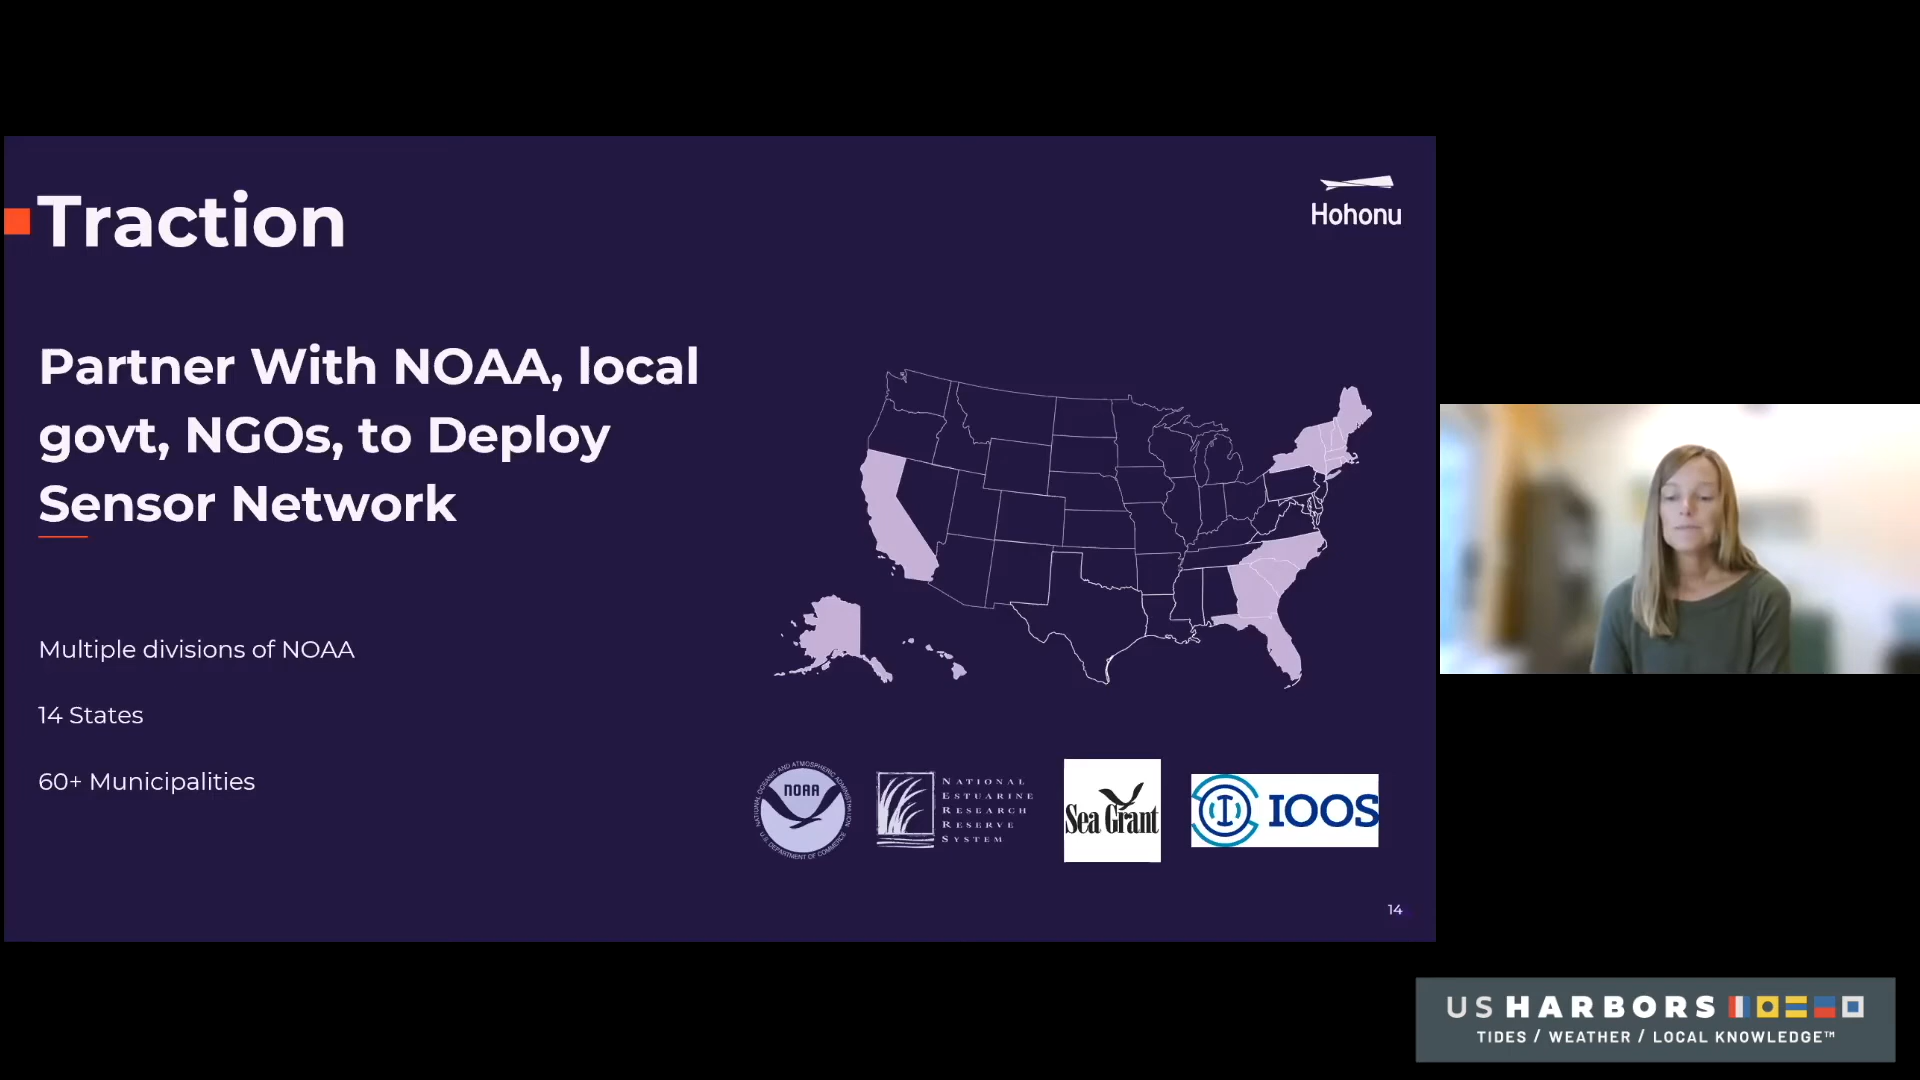 Traction
Hohonu
Partner With NOAA, local
govt, NGOs, to Deploy
Sensor Network
Multiple divisions of NOAA
14 States
60+ Municipalities
NATIONAL OCEANIC AND ATMOSPHERIC ADMINISTRATION
NOAA
U.S. DEPARTMENT OF COMMERCE
NATIONAL
ESTUARINE
RESEARCH
RESERVE
SYSTEM
Sea Grant
IOOS
14
US HARBORS
TIDES / WEATHER / LOCAL KNOWLEDGE™